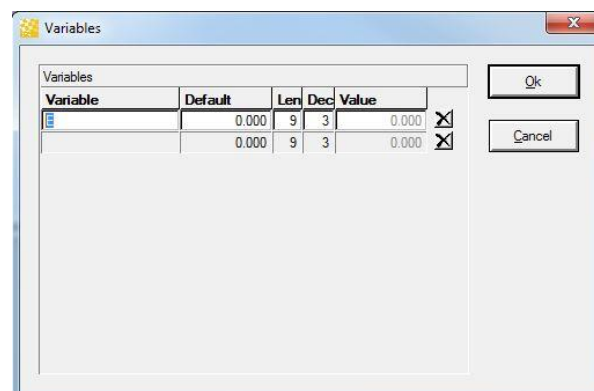 Variables
Variables
Variable Default Len Dec Value
E 0.000 9 3 0.000
0.000 9 3 0.000
Ok
Cancel